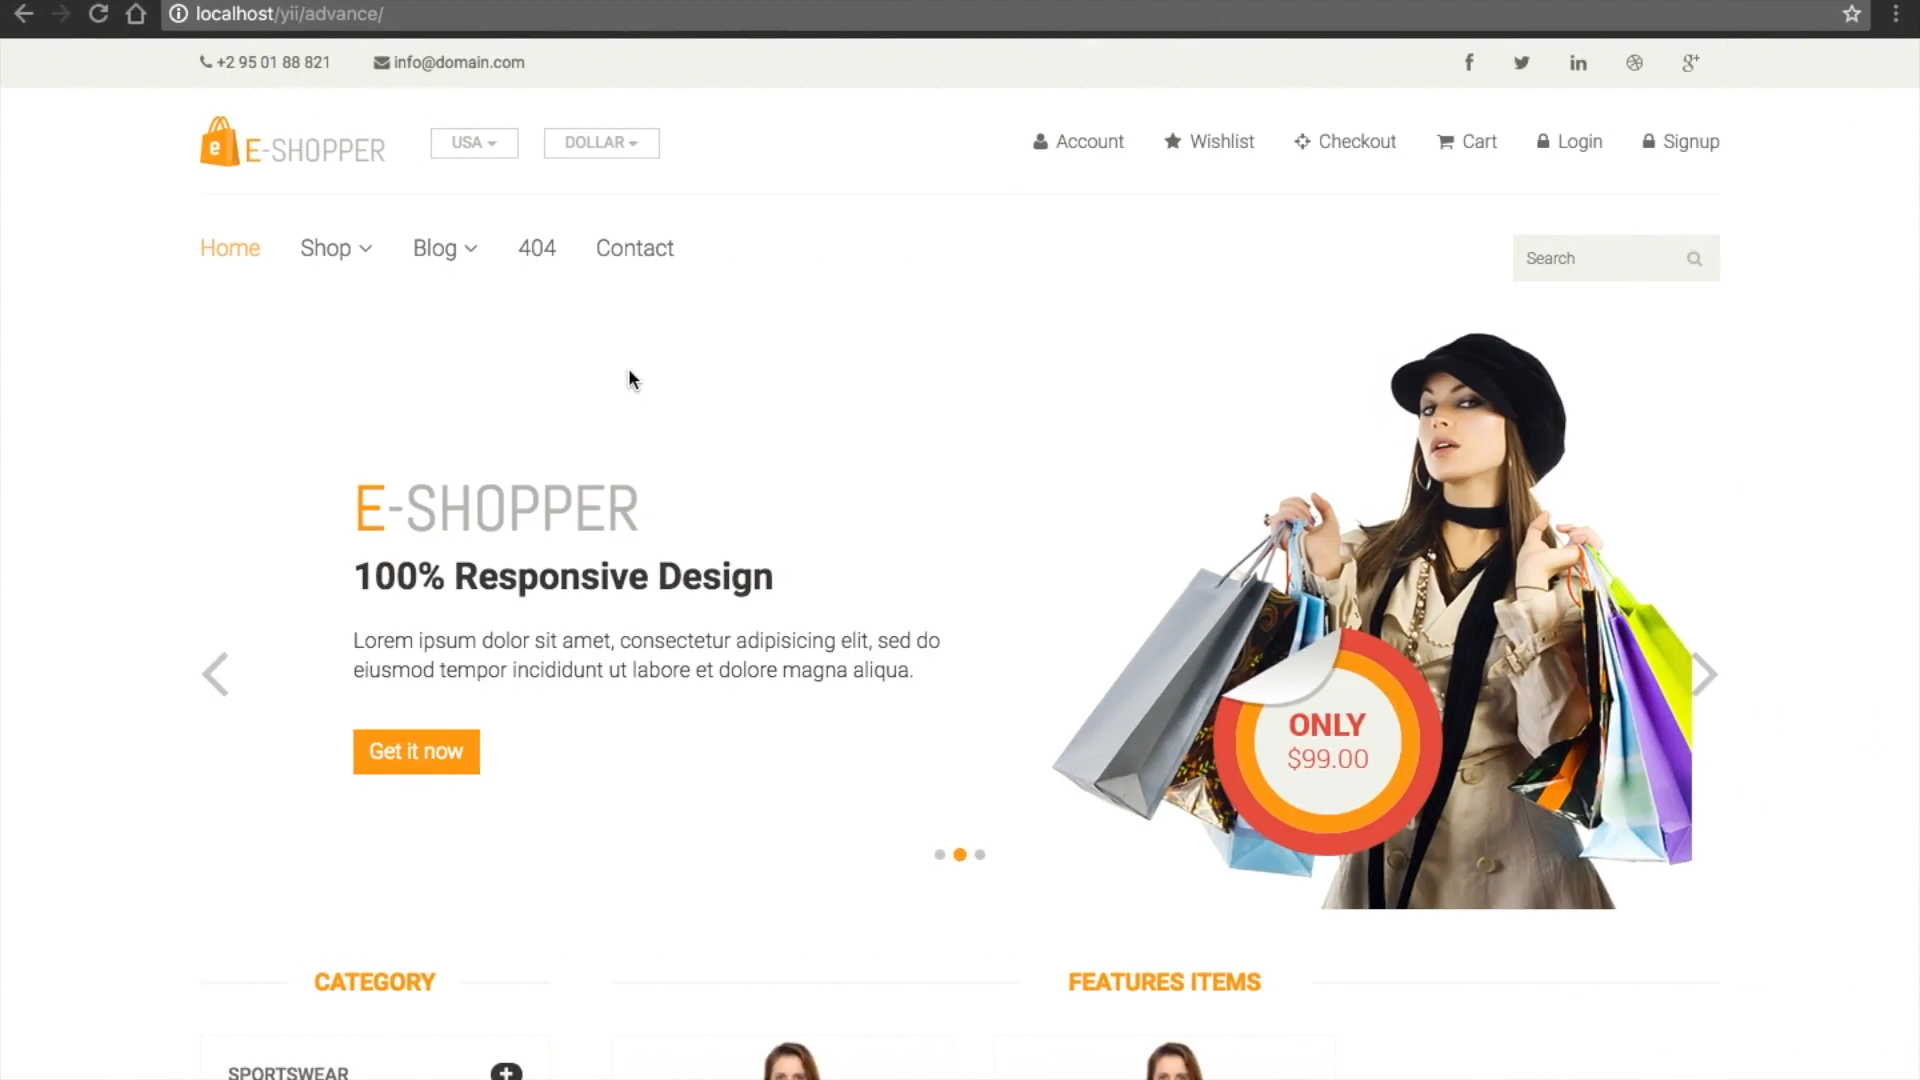 localhost/yii/advance/
+2 95 01 88 821 info@domain.com
E-SHOPPER USA DOLLAR Account Wishlist Checkout Cart Login Signup
Home Shop Blog 404 Contact Search
E-SHOPPER
100% Responsive Design
Lorem ipsum dolor sit amet, consectetur adipisicing elit, sed do
eiusmod tempor incididunt ut labore et dolore magna aliqua.
Get it now
ONLY
$99.00
CATEGORY FEATURES ITEMS
SPORTSWEAR